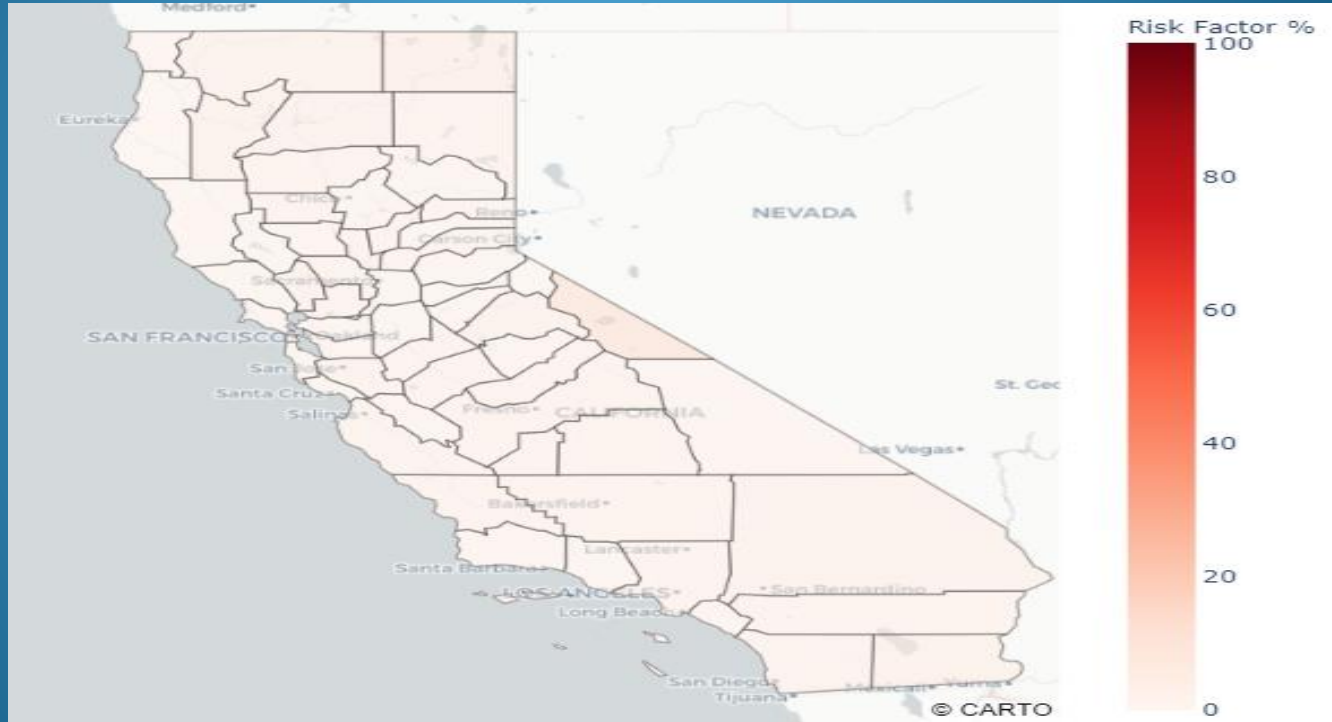 Medford
Risk Factor %
100
Eureka
80
Chico
Reno
NEVADA
Carson City
Sacramento
60
SAN FRANCISCO
Oakland
San Jose
St. Geo
Santa Cruz
Salinas
Fresno
CALIFORNIA
40
Las Vegas
Bakersfield
Lancaster
20
Santa Barbara
LOS ANGELES
San Bernardino
Long Beach
San Diego
Mexicali
Yuma
Tijuana
© CARTO
0